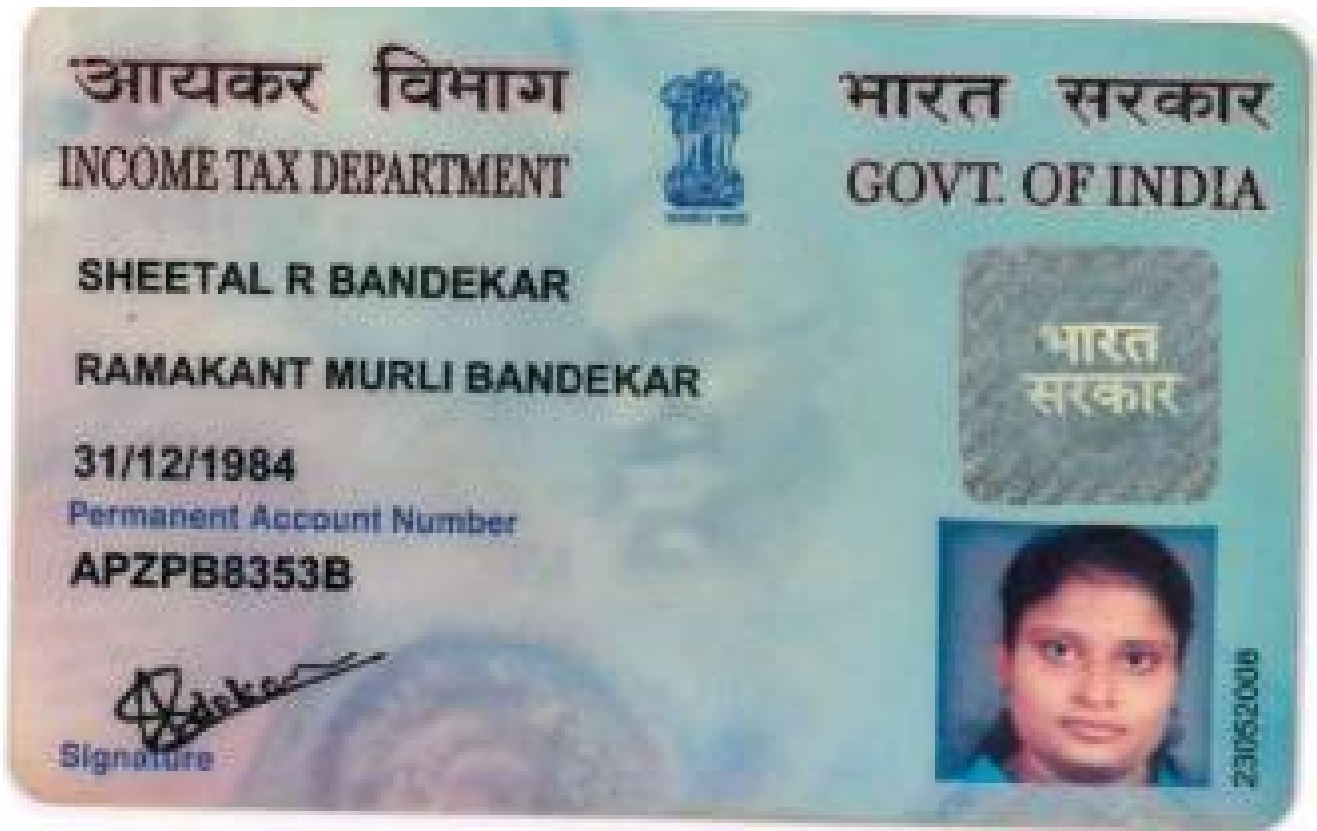 आयकर विभाग
INCOME TAX DEPARTMENT
भारत सरकार
GOVT. OF INDIA
SHEETAL R BANDEKAR
RAMAKANT MURLI BANDEKAR
31/12/1984
Permanent Account Number
APZPB8353B
Signature
भारत
सरकार
23052008